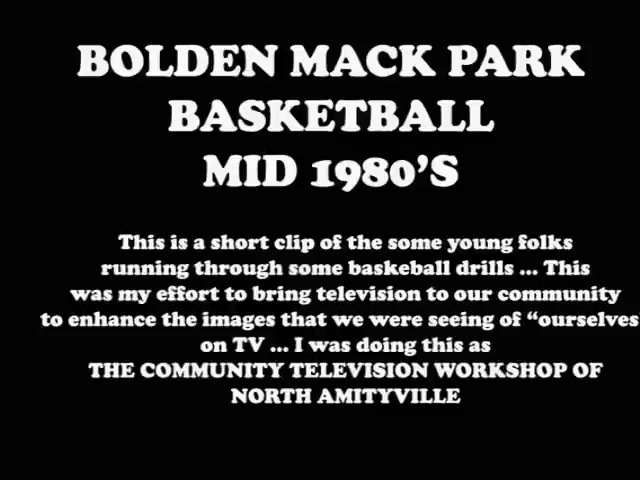 BOLDEN MACK PARK
BASKETBALL
MID 1980'S
This is a short clip of the some young folks
running through some baskeball drills ... This
was my effort to bring television to our community
to enhance the images that we were seeing of “ourselves
on TV ... I was doing this as
THE COMMUNITY TELEVISION WORKSHOP OF
NORTH AMITYVILLE